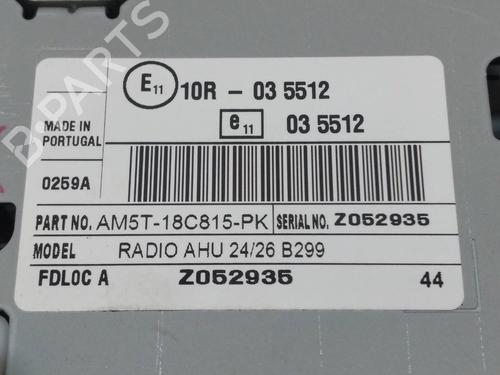 E11 10R - 03 5512
e11 03 5512
MADE IN
PORTUGAL
0259A
PART NO. AM5T-18C815-PK SERIAL NO. Z052935
MODEL RADIO AHU 24/26 B299
FDLOC A Z052935 44
B-PARTS